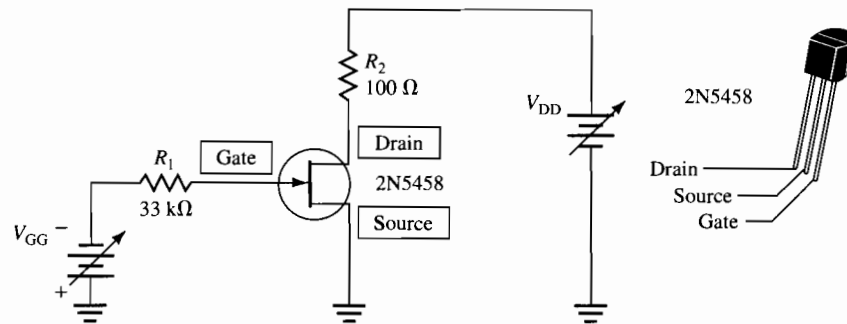 R2
100 Ω
VDD
2N5458
R1
Gate
Drain
33 kΩ
2N5458
Source
VGG
−
+
Drain
Source
Gate